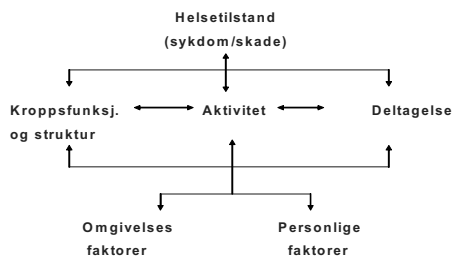 Helsetilstand
(sykdom/skade)
Kroppsfunksj.
og struktur
Aktivitet
Deltagelse
Omgivelses
faktorer
Personlige
faktorer